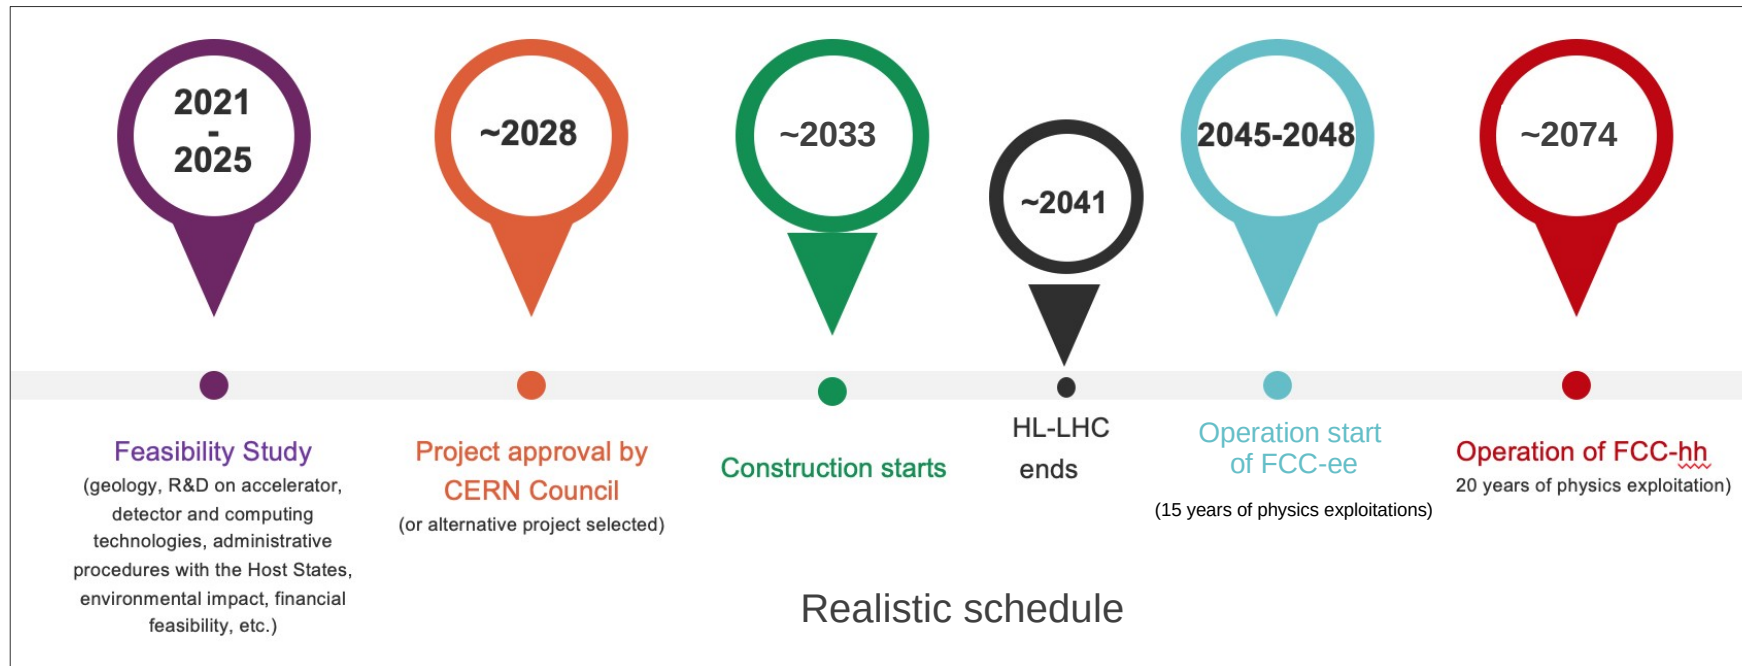 2021
-
2025
~2028
~2033
~2041
2045-2048
~2074
Feasibility Study
(geology, R&D on accelerator,
detector and computing
technologies, administrative
procedures with the Host States,
environmental impact, financial
feasibility, etc.)
Project approval by
CERN Council
(or alternative project selected)
Construction starts
HL-LHC
ends
Operation start
of FCC-ee
(15 years of physics exploitations)
Operation of FCC-hh
20 years of physics exploitation)
Realistic schedule